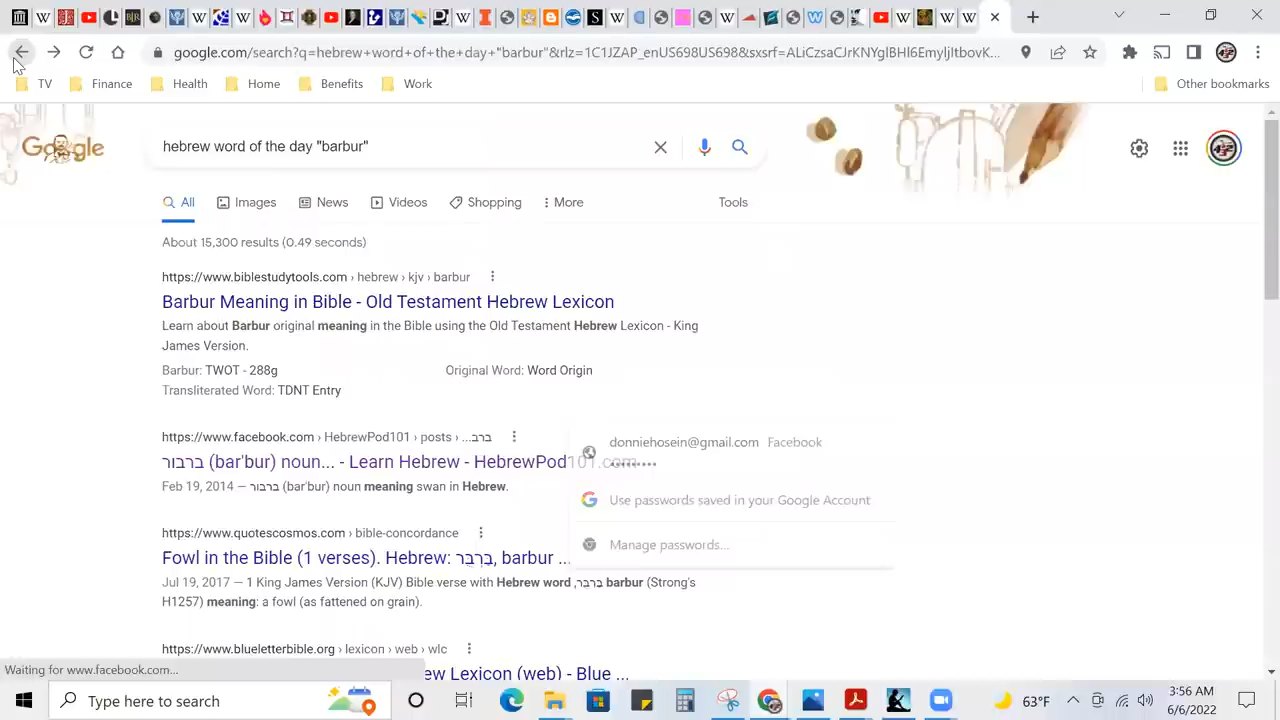 google.com/search?q=hebrew+word+of+the+day+"barbur"&rlz=1C1JZAP_enUS698US698&sxsrf=ALiCzsaCJrKNYglBHI6EmyljItbovK...
TV Finance Health Home Benefits Work Other bookmarks
Google
hebrew word of the day "barbur"
All Images News Videos Shopping More Tools
About 15,300 results (0.49 seconds)
https://www.biblestudytools.com › hebrew › kjv › barbur
Barbur Meaning in Bible - Old Testament Hebrew Lexicon
Learn about Barbur original meaning in the Bible using the Old Testament Hebrew Lexicon - King
James Version.
Barbur: TWOT - 288g Original Word: Word Origin
Transliterated Word: TDNT Entry
https://www.facebook.com › HebrewPod101 › posts › ברב...
ברבור (bar'bur) noun... - Learn Hebrew - HebrewPod101.com
Feb 19, 2014 — ברבור (bar'bur) noun meaning swan in Hebrew.
donniehosein@gmail.com Facebook
Use passwords saved in your Google Account
Manage passwords...
https://www.quotescosmos.com › bible-concordance
Fowl in the Bible (1 verses). Hebrew: בַּרְבֻּר, barbur ...
Jul 19, 2017 — 1 King James Version (KJV) Bible verse with Hebrew word בַּרְבֻּר, barbur (Strong's
H1257) meaning: a fowl (as fattened on grain).
https://www.blueletterbible.org › lexicon › web › wlc
ew Lexicon (web) - Blue ...
Waiting for www.facebook.com...
Type here to search
63°F
3:56 AM
6/6/2022